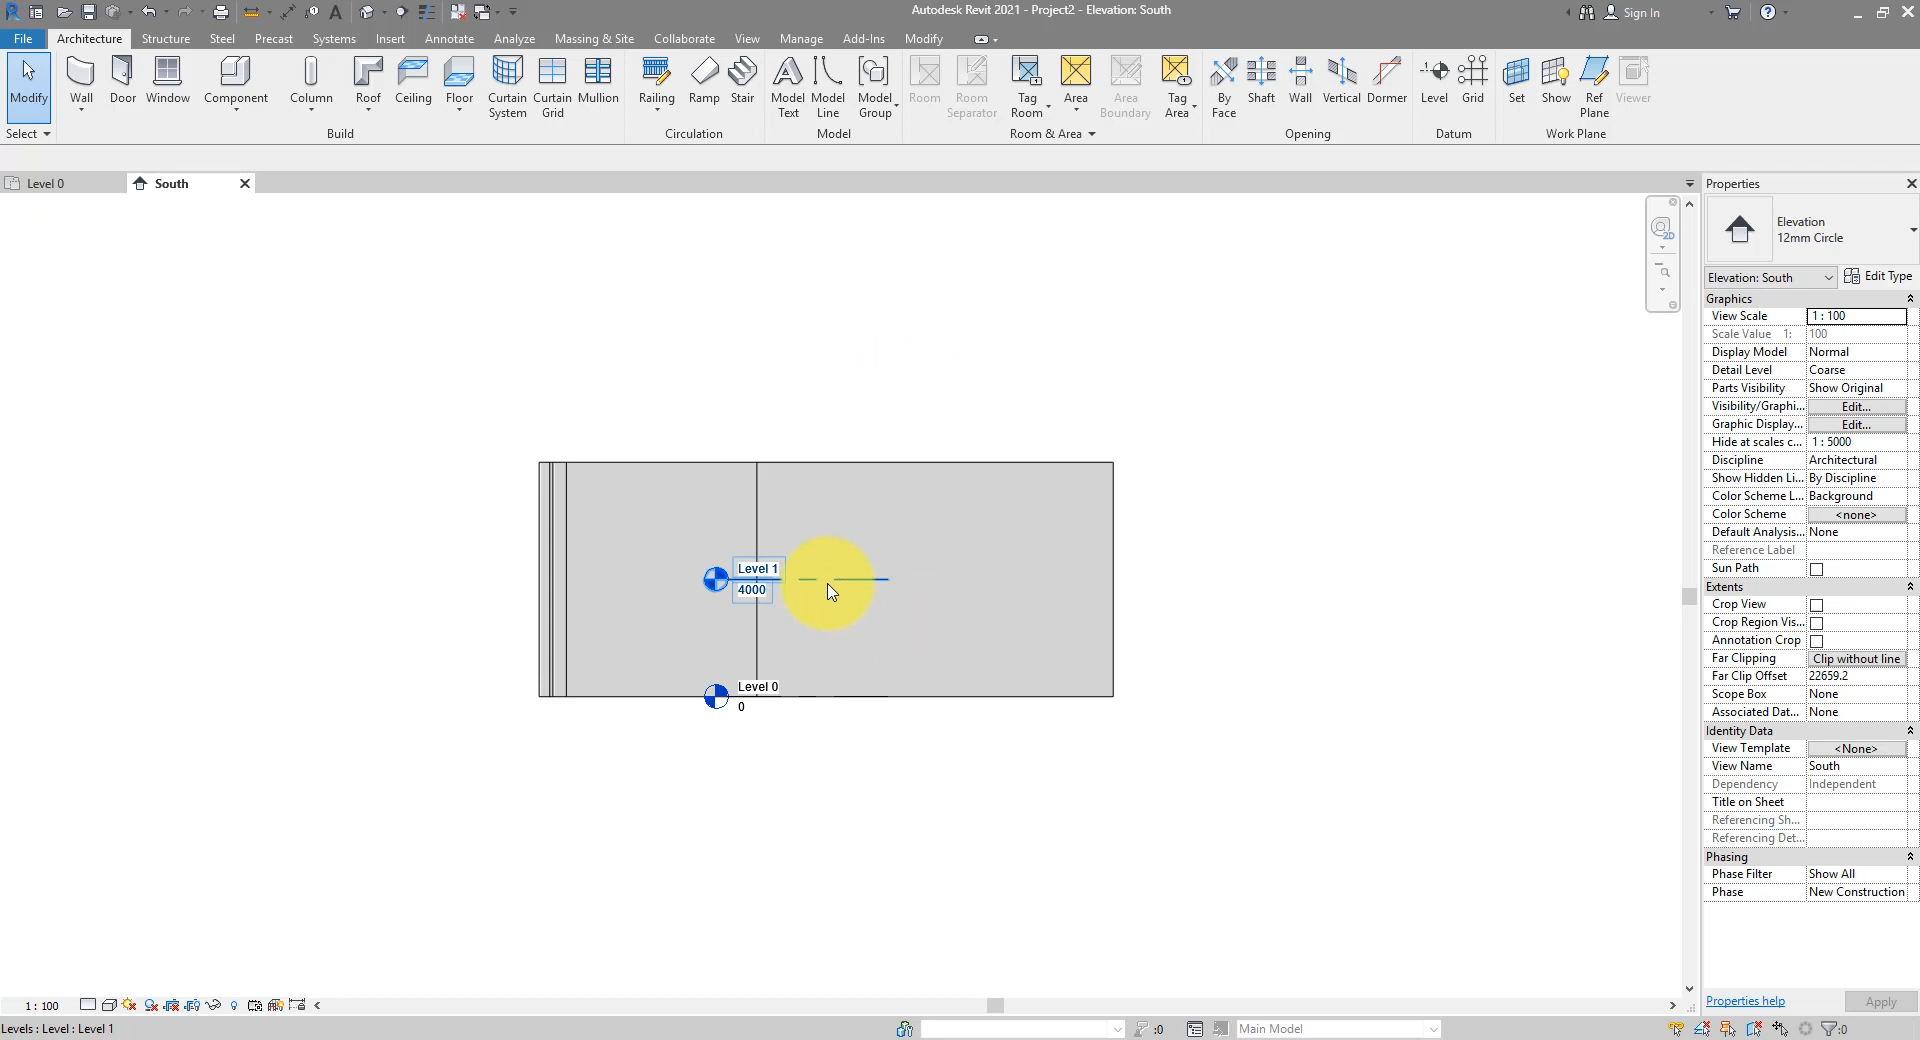 Autodesk Revit 2021 - Project2 - Elevation: South
Sign In
File Architecture Structure Steel Precast Systems Insert Annotate Analyze Massing & Site Collaborate View Manage Add-Ins Modify
Modify Wall Door Window Component Column Roof Ceiling Floor Curtain System Curtain Grid Mullion Railing Ramp Stair Model Text Model Line Model Group Room Room Separator Tag Room Area Area Boundary Tag Area By Face Shaft Wall Vertical Dormer Level Grid Set Show Ref Plane Viewer
Select Build Circulation Model Room & Area Opening Datum Work Plane
Level 0 South
Properties
Elevation
12mm Circle
Elevation: South Edit Type
Graphics
View Scale 1 : 100
Scale Value 1: 100
Display Model Normal
Detail Level Coarse
Parts Visibility Show Original
Visibility/Graphi... Edit...
Graphic Display... Edit...
Hide at scales c... 1 : 5000
Discipline Architectural
Show Hidden Li... By Discipline
Color Scheme L... Background
Color Scheme <none>
Default Analysis... None
Reference Label
Sun Path
Extents
Crop View
Crop Region Vis...
Annotation Crop
Far Clipping Clip without line
Far Clip Offset 22659.2
Scope Box None
Associated Dat... None
Identity Data
View Template <None>
View Name South
Dependency Independent
Title on Sheet
Referencing Sh...
Referencing Det...
Phasing
Phase Filter Show All
Phase New Construction
Properties help Apply
2D
Level 1
4000
Level 0
0
1 : 100
Levels : Level : Level 1
:0
Main Model
:0